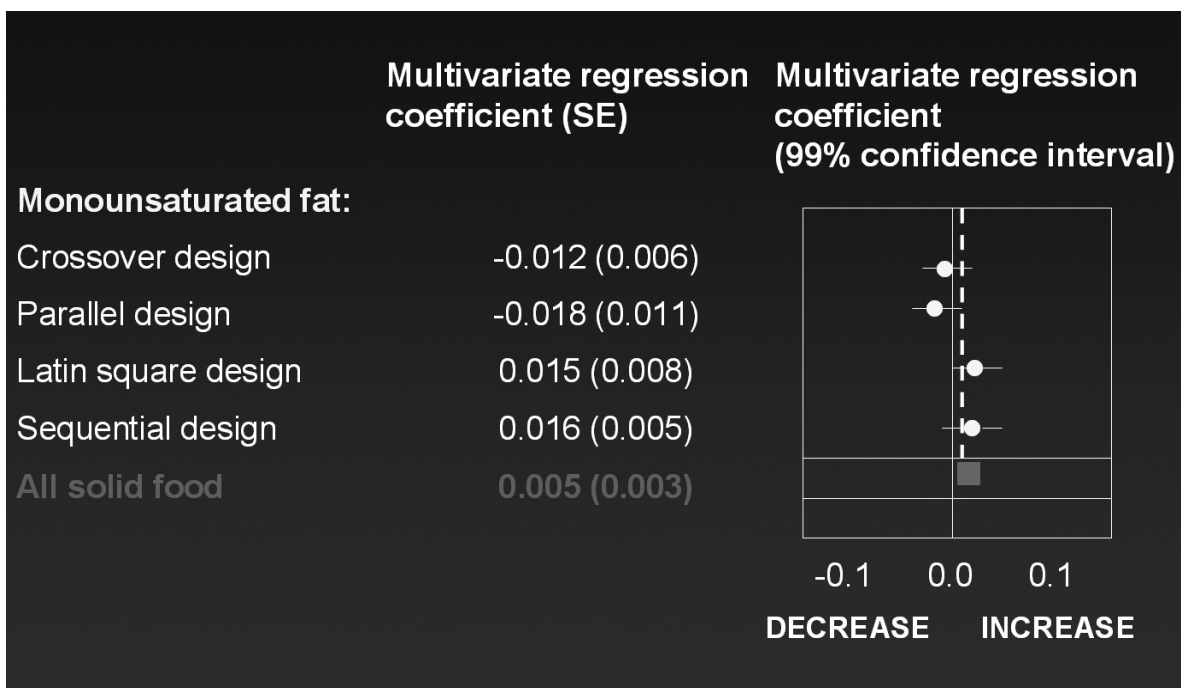 Multivariate regression coefficient (SE)
Multivariate regression coefficient (99% confidence interval)
Monounsaturated fat:
Crossover design -0.012 (0.006)
Parallel design -0.018 (0.011)
Latin square design 0.015 (0.008)
Sequential design 0.016 (0.005)
All solid food 0.005 (0.003)
-0.1 0.0 0.1
DECREASE INCREASE